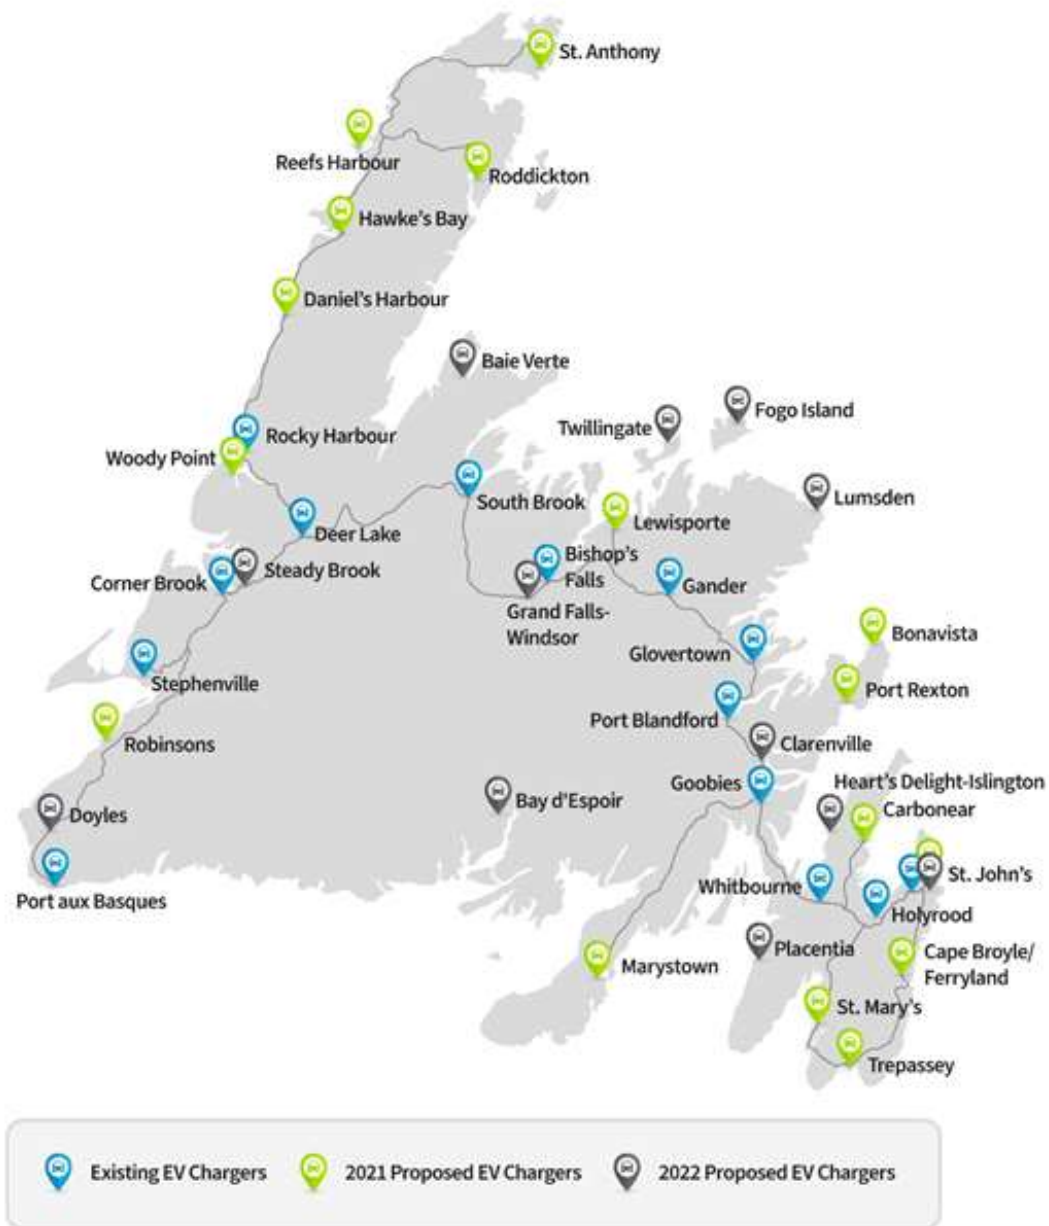 St. Anthony
Reefs Harbour
Roddickton
Hawke's Bay
Daniel's Harbour
Baie Verte
Fogo Island
Twillingate
Rocky Harbour
Woody Point
South Brook
Lumsden
Lewisporte
Deer Lake
Bishop's
Falls
Steady Brook
Corner Brook
Gander
Grand Falls-
Windsor
Bonavista
Glovertown
Stephenville
Port Rexton
Port Blandford
Robinsons
Clarenville
Goobies
Heart's Delight-Islington
Bay d'Espoir
Carbonear
Doyles
St. John's
Whitbourne
Port aux Basques
Holyrood
Placentia
Cape Broyle/
Ferryland
Marystown
St. Mary's
Trepassey
Existing EV Chargers
2021 Proposed EV Chargers
2022 Proposed EV Chargers